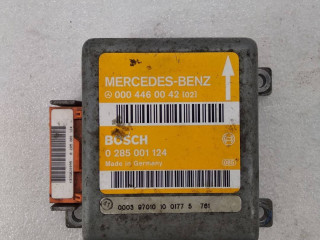 MERCEDES-BENZ
000 446 00 42 (02)
BOSCH
0 285 001 124
Made in Germany
0003 97010 10 0177 5 781